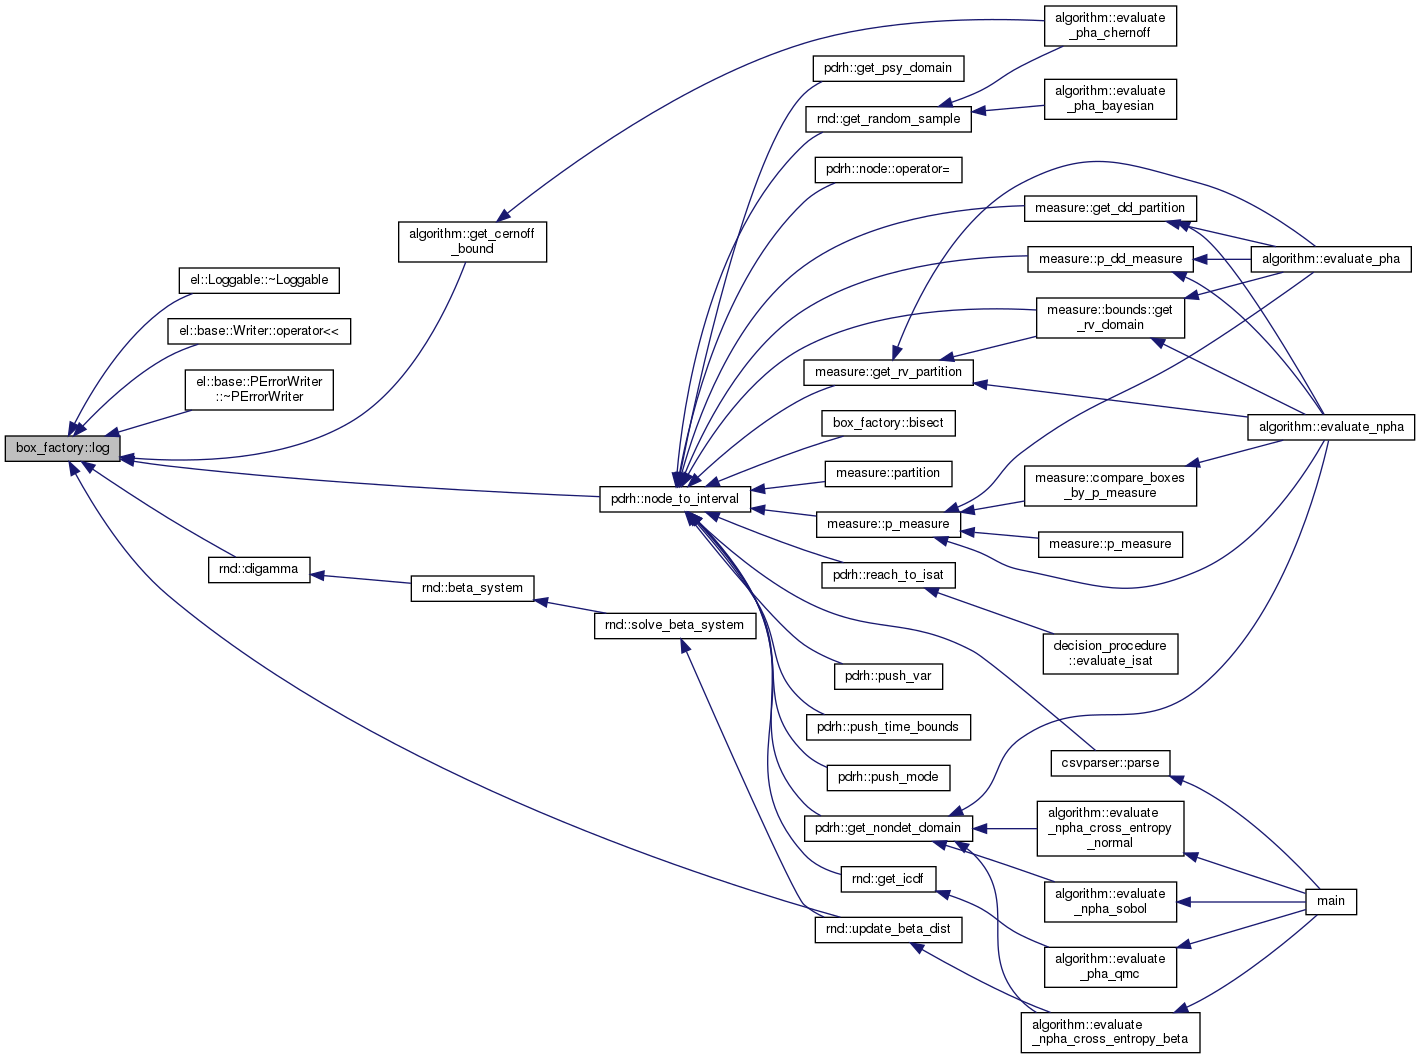 algorithm::evaluate
_pha_chernoff
pdrh::get_psy_domain
algorithm::evaluate
_pha_bayesian
rnd::get_random_sample
pdrh::node::operator=
measure::get_dd_partition
algorithm::get_cernoff
_bound
measure::p_dd_measure
algorithm::evaluate_pha
el::Loggable::~Loggable
measure::bounds::get
_rv_domain
el::base::Writer::operator<<
measure::get_rv_partition
el::base::PErrorWriter
::~PErrorWriter
box_factory::bisect
algorithm::evaluate_npha
box_factory::log
measure::partition
measure::compare_boxes
_by_p_measure
pdrh::node_to_interval
measure::p_measure
measure::p_measure
rnd::digamma
pdrh::reach_to_isat
rnd::beta_system
rnd::solve_beta_system
decision_procedure
::evaluate_isat
pdrh::push_var
pdrh::push_time_bounds
csvparser::parse
pdrh::push_mode
algorithm::evaluate
_npha_cross_entropy
_normal
pdrh::get_nondet_domain
rnd::get_icdf
algorithm::evaluate
_npha_sobol
main
rnd::update_beta_dist
algorithm::evaluate
_pha_qmc
algorithm::evaluate
_npha_cross_entropy_beta